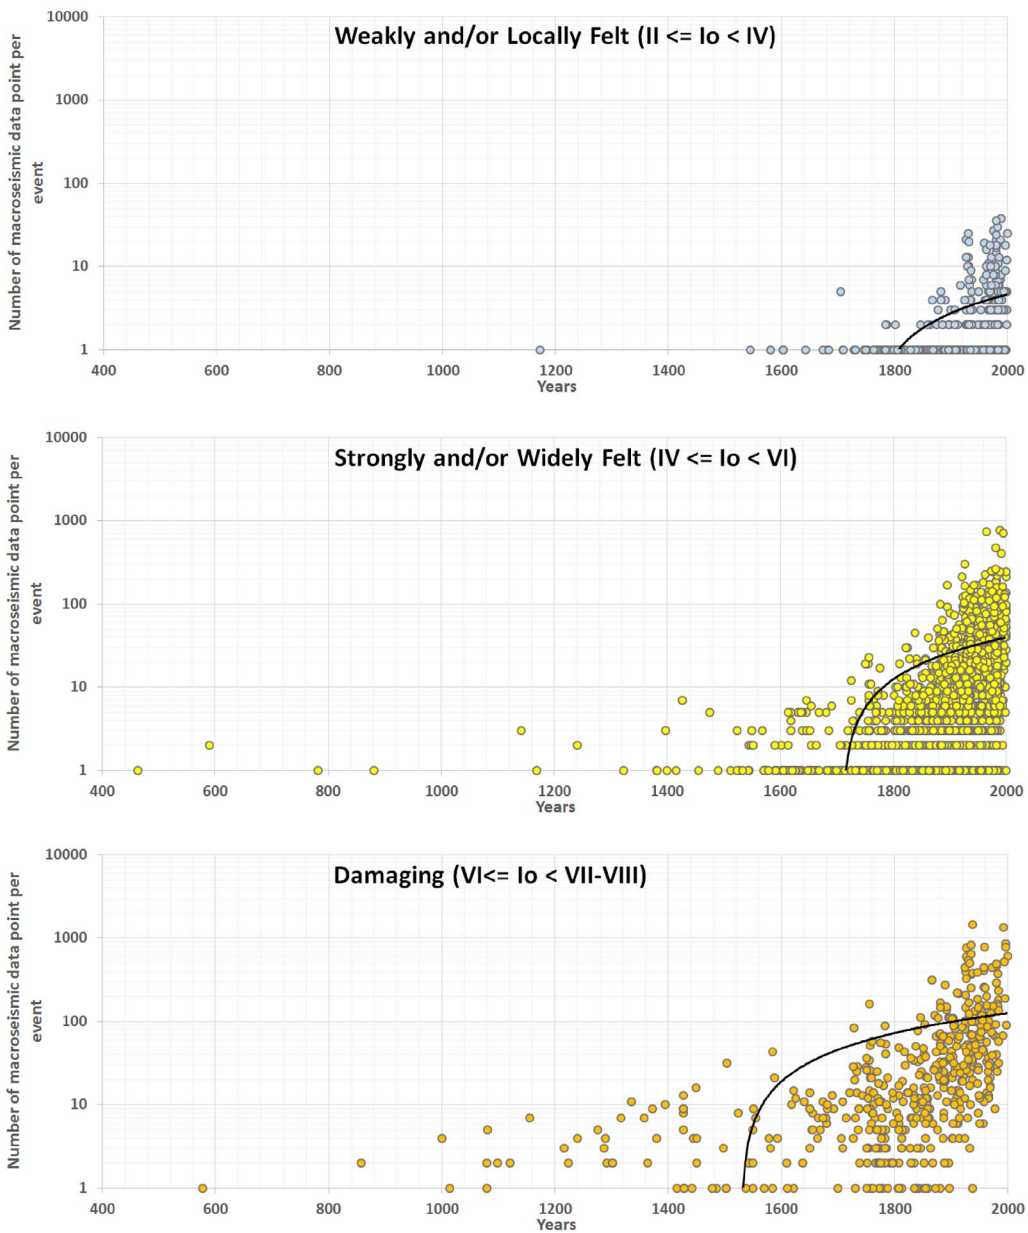 Weakly and/or Locally Felt (II <= Io < IV)
Number of macroseismic data point per
event
10000
1000
100
10
1
400 600 800 1000 1200 1400 1600 1800 2000
Years
Strongly and/or Widely Felt (IV <= Io < VI)
Number of macroseismic data point per
event
10000
1000
100
10
1
400 600 800 1000 1200 1400 1600 1800 2000
Years
Damaging (VI<= Io < VII-VIII)
Number of macroseismic data point per
event
10000
1000
100
10
1
400 600 800 1000 1200 1400 1600 1800 2000
Years